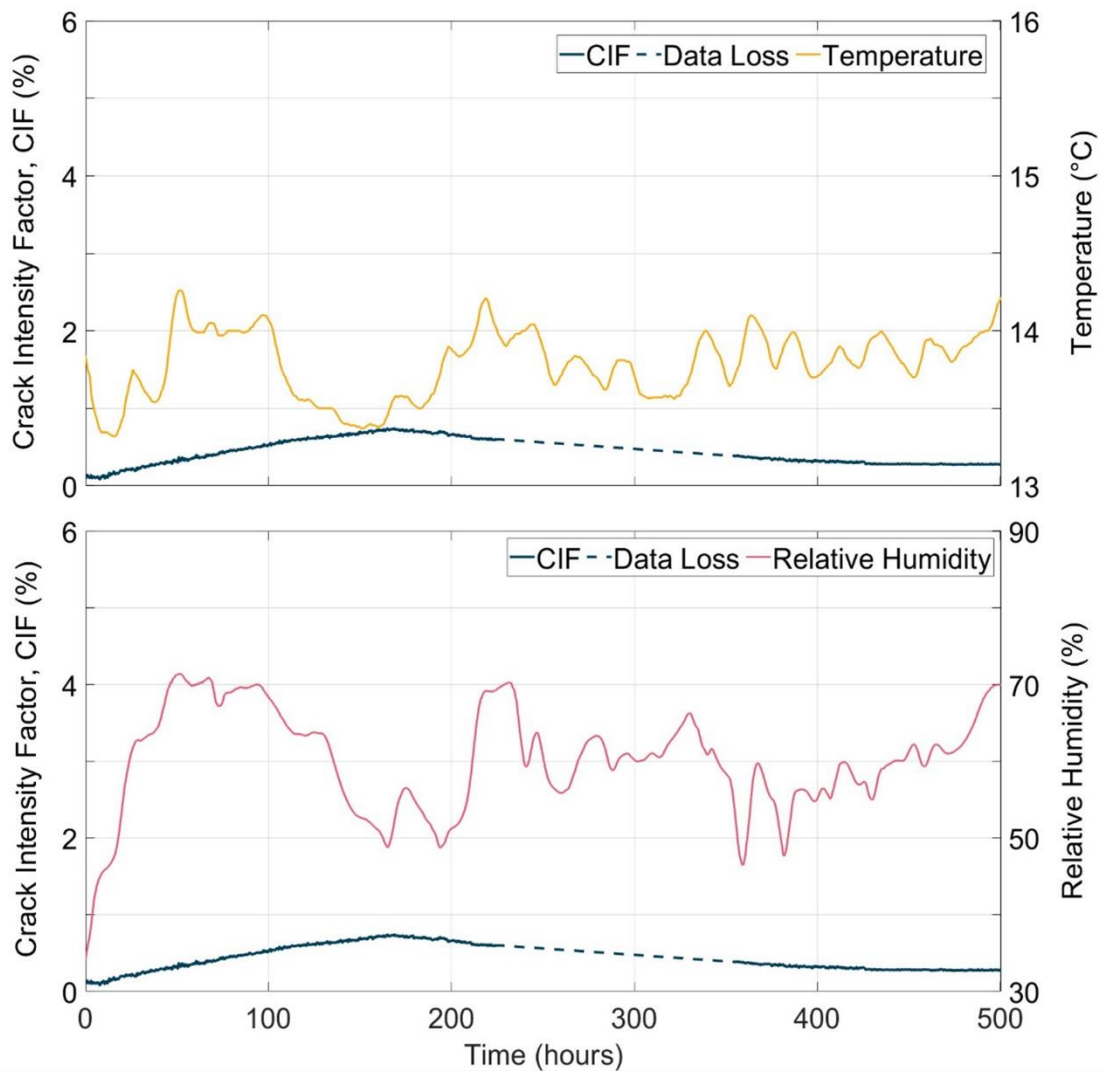 Crack Intensity Factor, CIF (%)
6
4
2
0
CIF Data Loss Temperature
16
15
14
13
Temperature (°C)
Crack Intensity Factor, CIF (%)
6
4
2
0
CIF Data Loss Relative Humidity
90
70
50
30
Relative Humidity (%)
0 100 200 300 400 500
Time (hours)